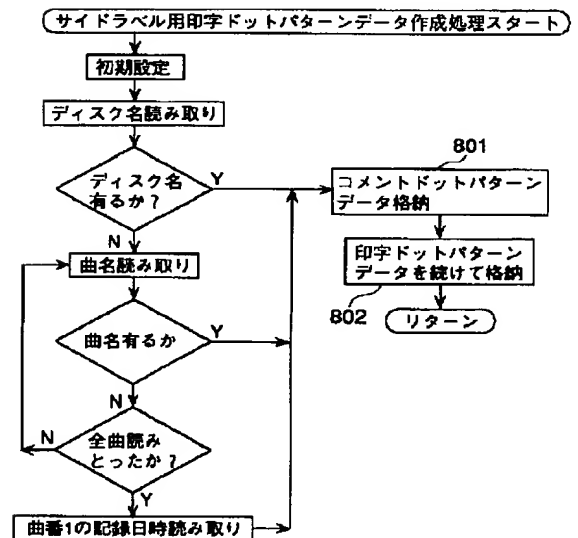 サイドラベル用印字ドットパターンデータ作成処理スタート
初期設定
ディスク名読み取り
ディスク名
有るか？
Y
N
曲名読み取り
曲名有るか
Y
N
全曲読み
とったか？
N
Y
曲番1の記録日時読み取り
801
コメントドットパターン
データ格納
印字ドットパターン
データを続けて格納
802
リターン